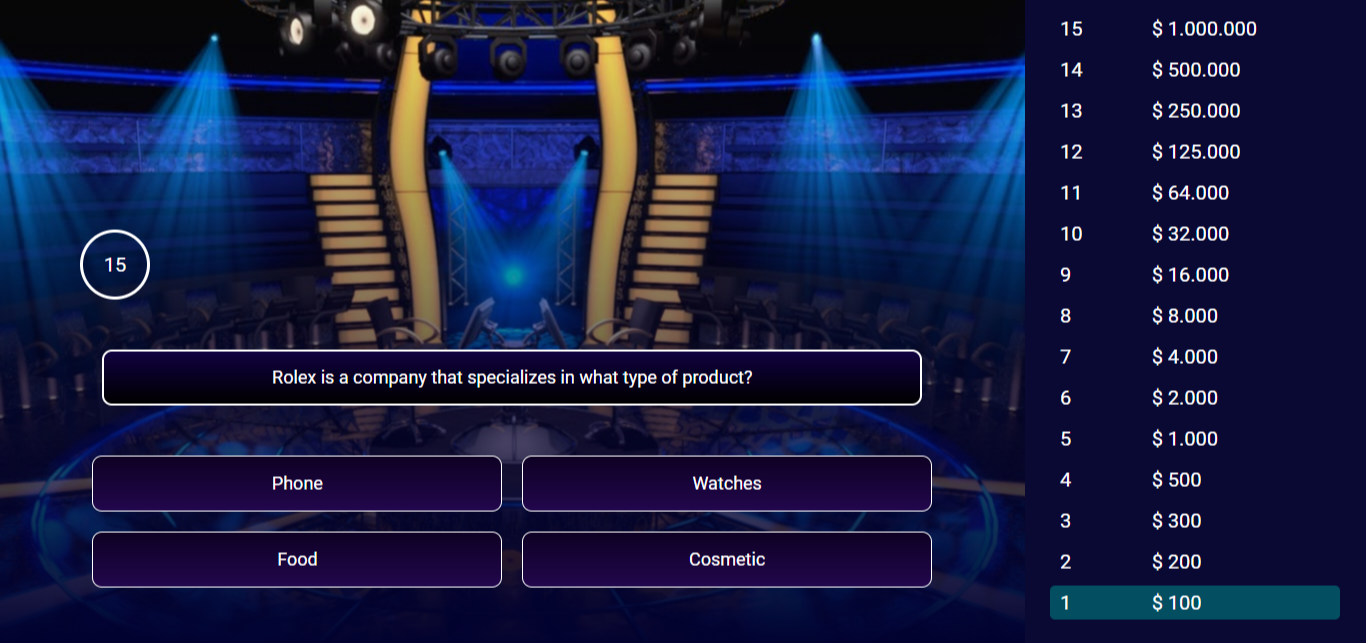 15
Rolex is a company that specializes in what type of product?
Phone
Watches
Food
Cosmetic
15 $ 1.000.000
14 $ 500.000
13 $ 250.000
12 $ 125.000
11 $ 64.000
10 $ 32.000
9 $ 16.000
8 $ 8.000
7 $ 4.000
6 $ 2.000
5 $ 1.000
4 $ 500
3 $ 300
2 $ 200
1 $ 100